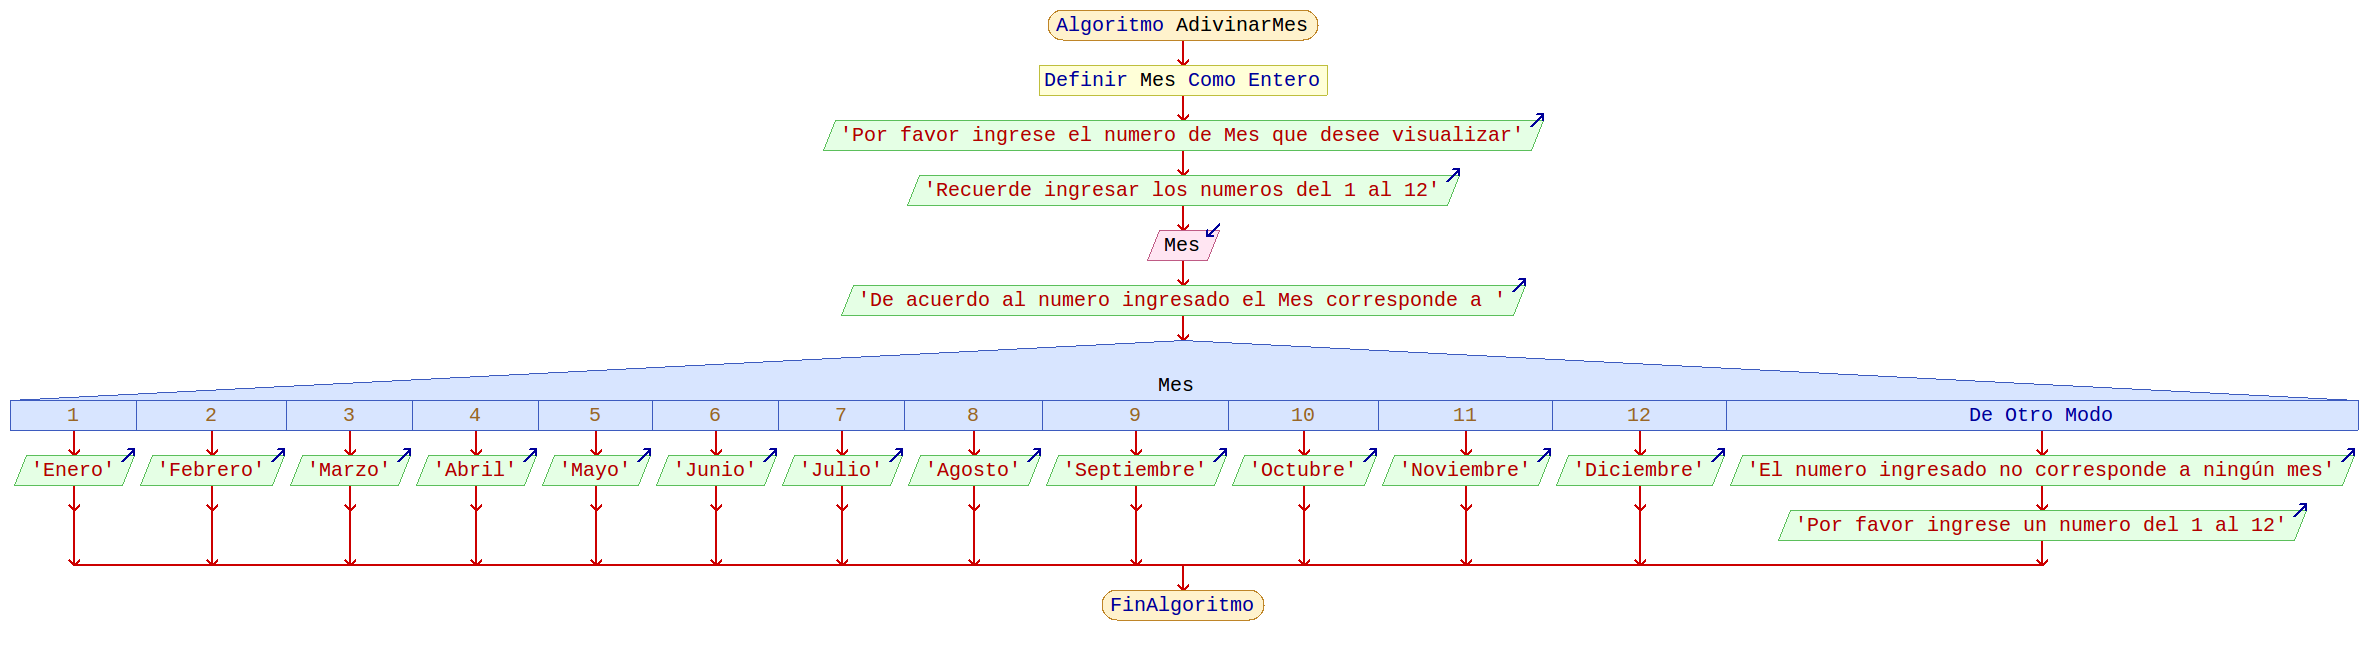 Algoritmo AdivinarMes
Definir Mes Como Entero
'Por favor ingrese el numero de Mes que desee visualizar'
'Recuerde ingresar los numeros del 1 al 12'
Mes
'De acuerdo al numero ingresado el Mes corresponde a '
Mes
1 2 3 4 5 6 7 8 9 10 11 12 De Otro Modo
'Enero' 'Febrero' 'Marzo' 'Abril' 'Mayo' 'Junio' 'Julio' 'Agosto' 'Septiembre' 'Octubre' 'Noviembre' 'Diciembre' 'El numero ingresado no corresponde a ningún mes'
'Por favor ingrese un numero del 1 al 12'
FinAlgoritmo